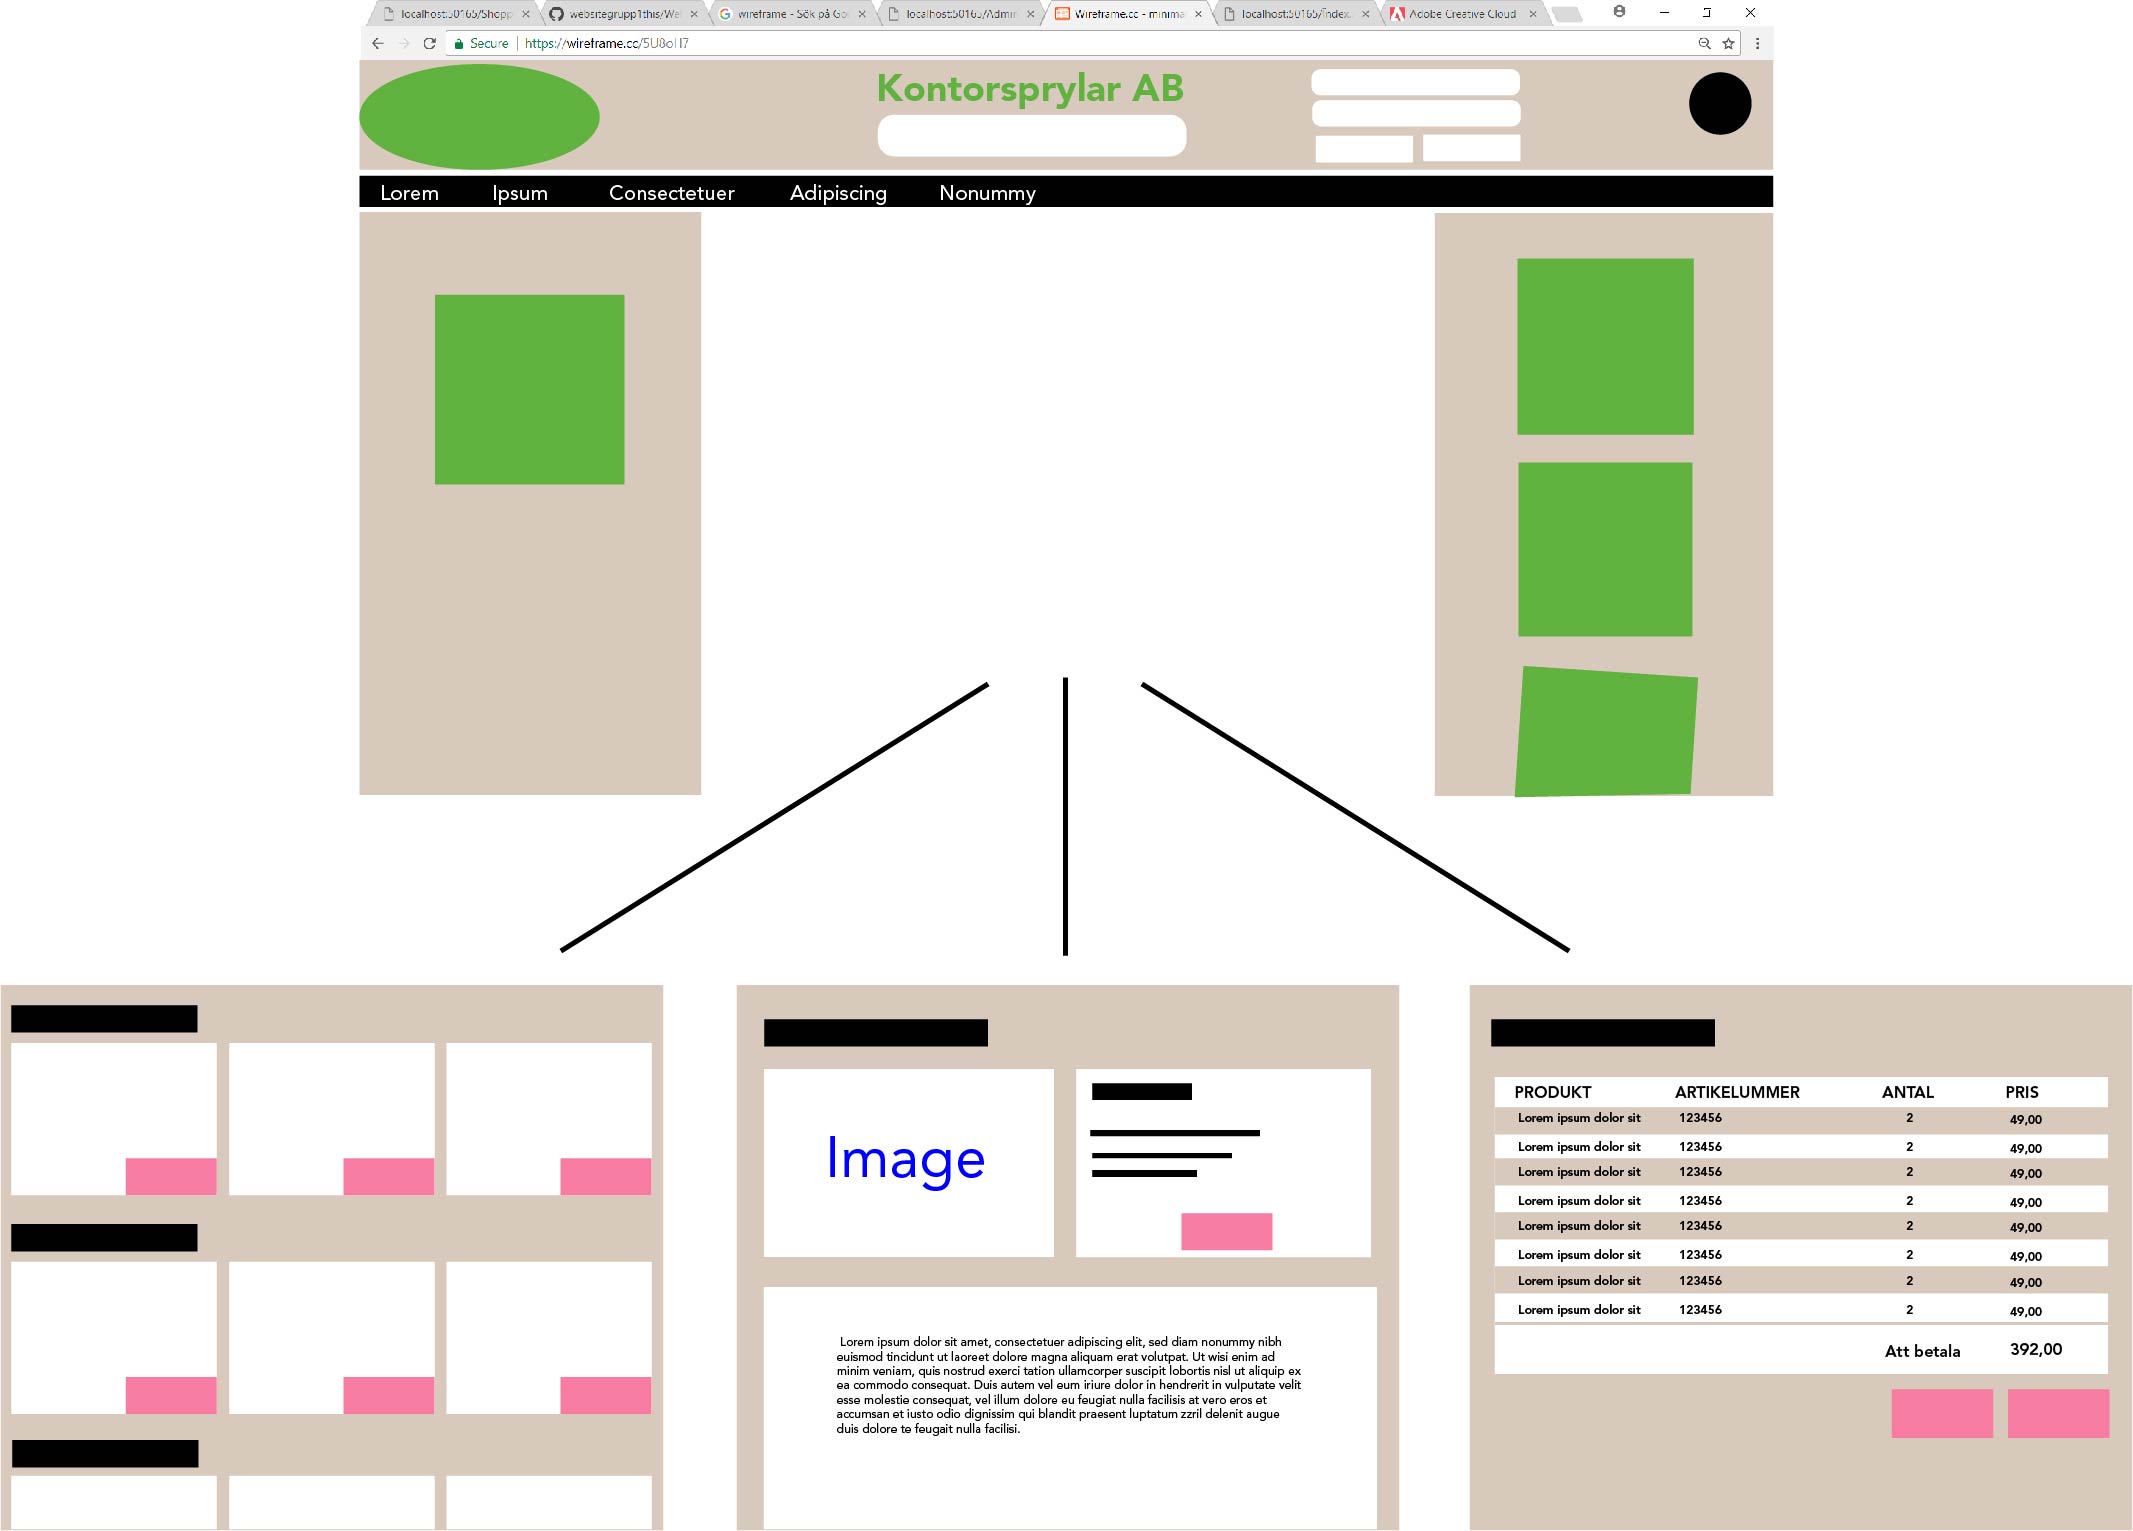 localhost:50165/Shopp
websitegrupp1this/Wel
wireframe - Sök på Go
localhost:50165/Admin
Wireframe.cc - minima
localhost:50165/Index.
Adobe Creative Cloud
Secure https://wireframe.cc/5U8oH7
Kontorsprylar AB
Lorem Ipsum Consectetuer Adipiscing Nonummy
Image
Lorem ipsum dolor sit amet, consectetuer adipiscing elit, sed diam nonummy nibh
euismod tincidunt ut laoreet dolore magna aliquam erat volutpat. Ut wisi enim ad
minim veniam, quis nostrud exerci tation ullamcorper suscipit lobortis nisl ut aliquip ex
ea commodo consequat. Duis autem vel eum iriure dolor in hendrerit in vulputate velit
esse molestie consequat, vel illum dolore eu feugiat nulla facilisis at vero eros et
accumsan et iusto odio dignissim qui blandit praesent luptatum zzril delenit augue
duis dolore te feugait nulla facilisi.
PRODUKT ARTIKELUMMER ANTAL PRIS
Lorem ipsum dolor sit 123456 2 49,00
Lorem ipsum dolor sit 123456 2 49,00
Lorem ipsum dolor sit 123456 2 49,00
Lorem ipsum dolor sit 123456 2 49,00
Lorem ipsum dolor sit 123456 2 49,00
Lorem ipsum dolor sit 123456 2 49,00
Lorem ipsum dolor sit 123456 2 49,00
Lorem ipsum dolor sit 123456 2 49,00
Att betala 392,00